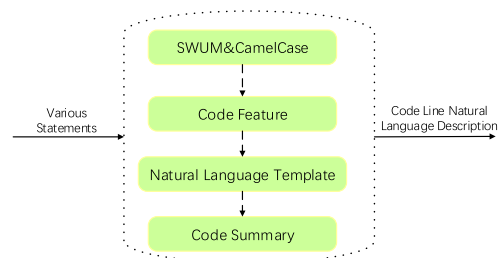 SWUM&CamelCase
Various
Statements
Code Feature
Code Line Natural
Language Description
Natural Language Template
Code Summary